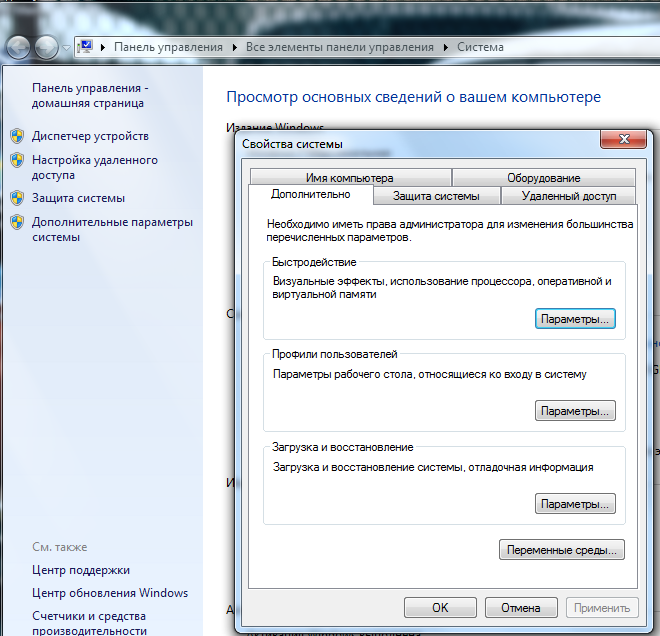 Панель управления ▸ Все элементы панели управления ▸ Система
Панель управления -
домашняя страница
Диспетчер устройств
Настройка удаленного
доступа
Защита системы
Дополнительные параметры
системы
См. также
Центр поддержки
Центр обновления Windows
Счетчики и средства
производительности
Просмотр основных сведений о вашем компьютере
Издание Windows
Свойства системы
Имя компьютера
Оборудование
Дополнительно
Защита системы
Удаленный доступ
Необходимо иметь права администратора для изменения большинства
перечисленных параметров.
Быстродействие
Визуальные эффекты, использование процессора, оперативной и
виртуальной памяти
Параметры...
Профили пользователей
Параметры рабочего стола, относящиеся ко входу в систему
Параметры...
Загрузка и восстановление
Загрузка и восстановление системы, отладочная информация
Параметры...
Переменные среды...
OK
Отмена
Применить